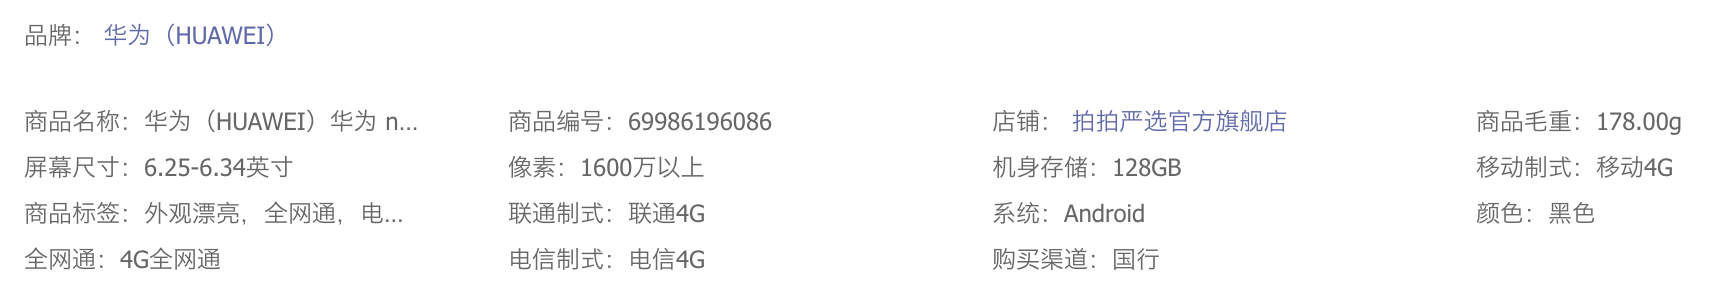 品牌： 华为（HUAWEI）
商品名称：华为（HUAWEI）华为 n... 商品编号：69986196086 店铺： 拍拍严选官方旗舰店 商品毛重：178.00g
屏幕尺寸：6.25-6.34英寸 像素：1600万以上 机身存储：128GB 移动制式：移动4G
商品标签：外观漂亮，全网通，电... 联通制式：联通4G 系统：Android 颜色：黑色
全网通：4G全网通 电信制式：电信4G 购买渠道：国行